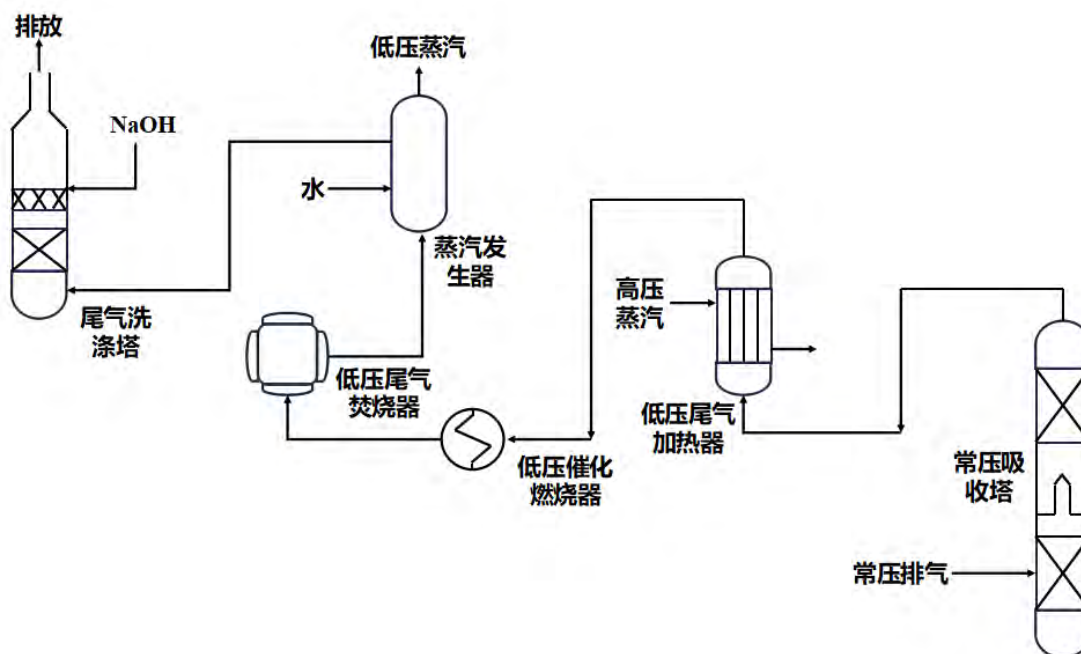 排放
NaOH
低压蒸汽
水
蒸汽发
生器
尾气洗
涤塔
低压尾气
焚烧器
低压催化
燃烧器
高压
蒸汽
低压尾气
加热器
常压吸
收塔
常压排气